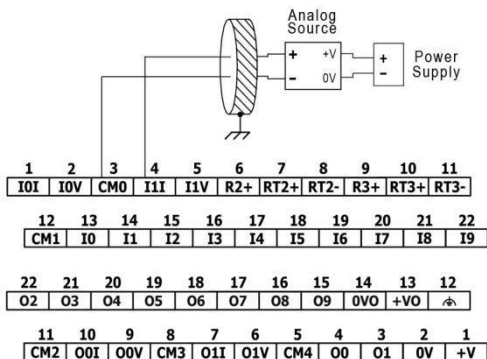 Analog
Source
+ +V
- 0V
+
-
Power
Supply
1 2 3 4 5 6 7 8 9 10 11
I0I I0V CM0 I1I I1V R2+ RT2+ RT2- R3+ RT3+ RT3-
12 13 14 15 16 17 18 19 20 21 22
CM1 I0 I1 I2 I3 I4 I5 I6 I7 I8 I9
22 21 20 19 18 17 16 15 14 13 12
O2 O3 O4 O5 O6 O7 O8 O9 0VO +VO
11 10 9 8 7 6 5 4 3 2 1
CM2 O0I O0V CM3 O1I O1V CM4 O0 O1 0V +V